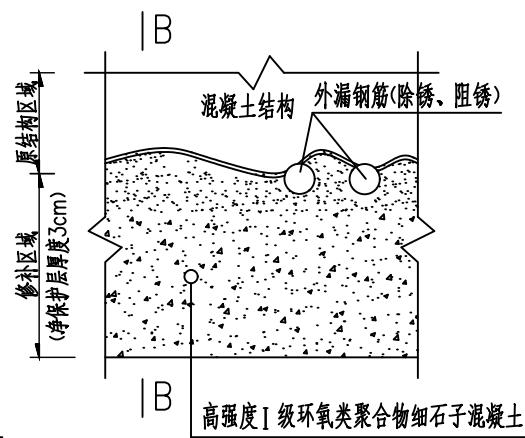 B
混凝土结构
外漏钢筋(除锈、阻锈)
原结构区域
修补区域
(净保护层厚度3cm)
B
高强度I级环氧类聚合物细石子混凝土